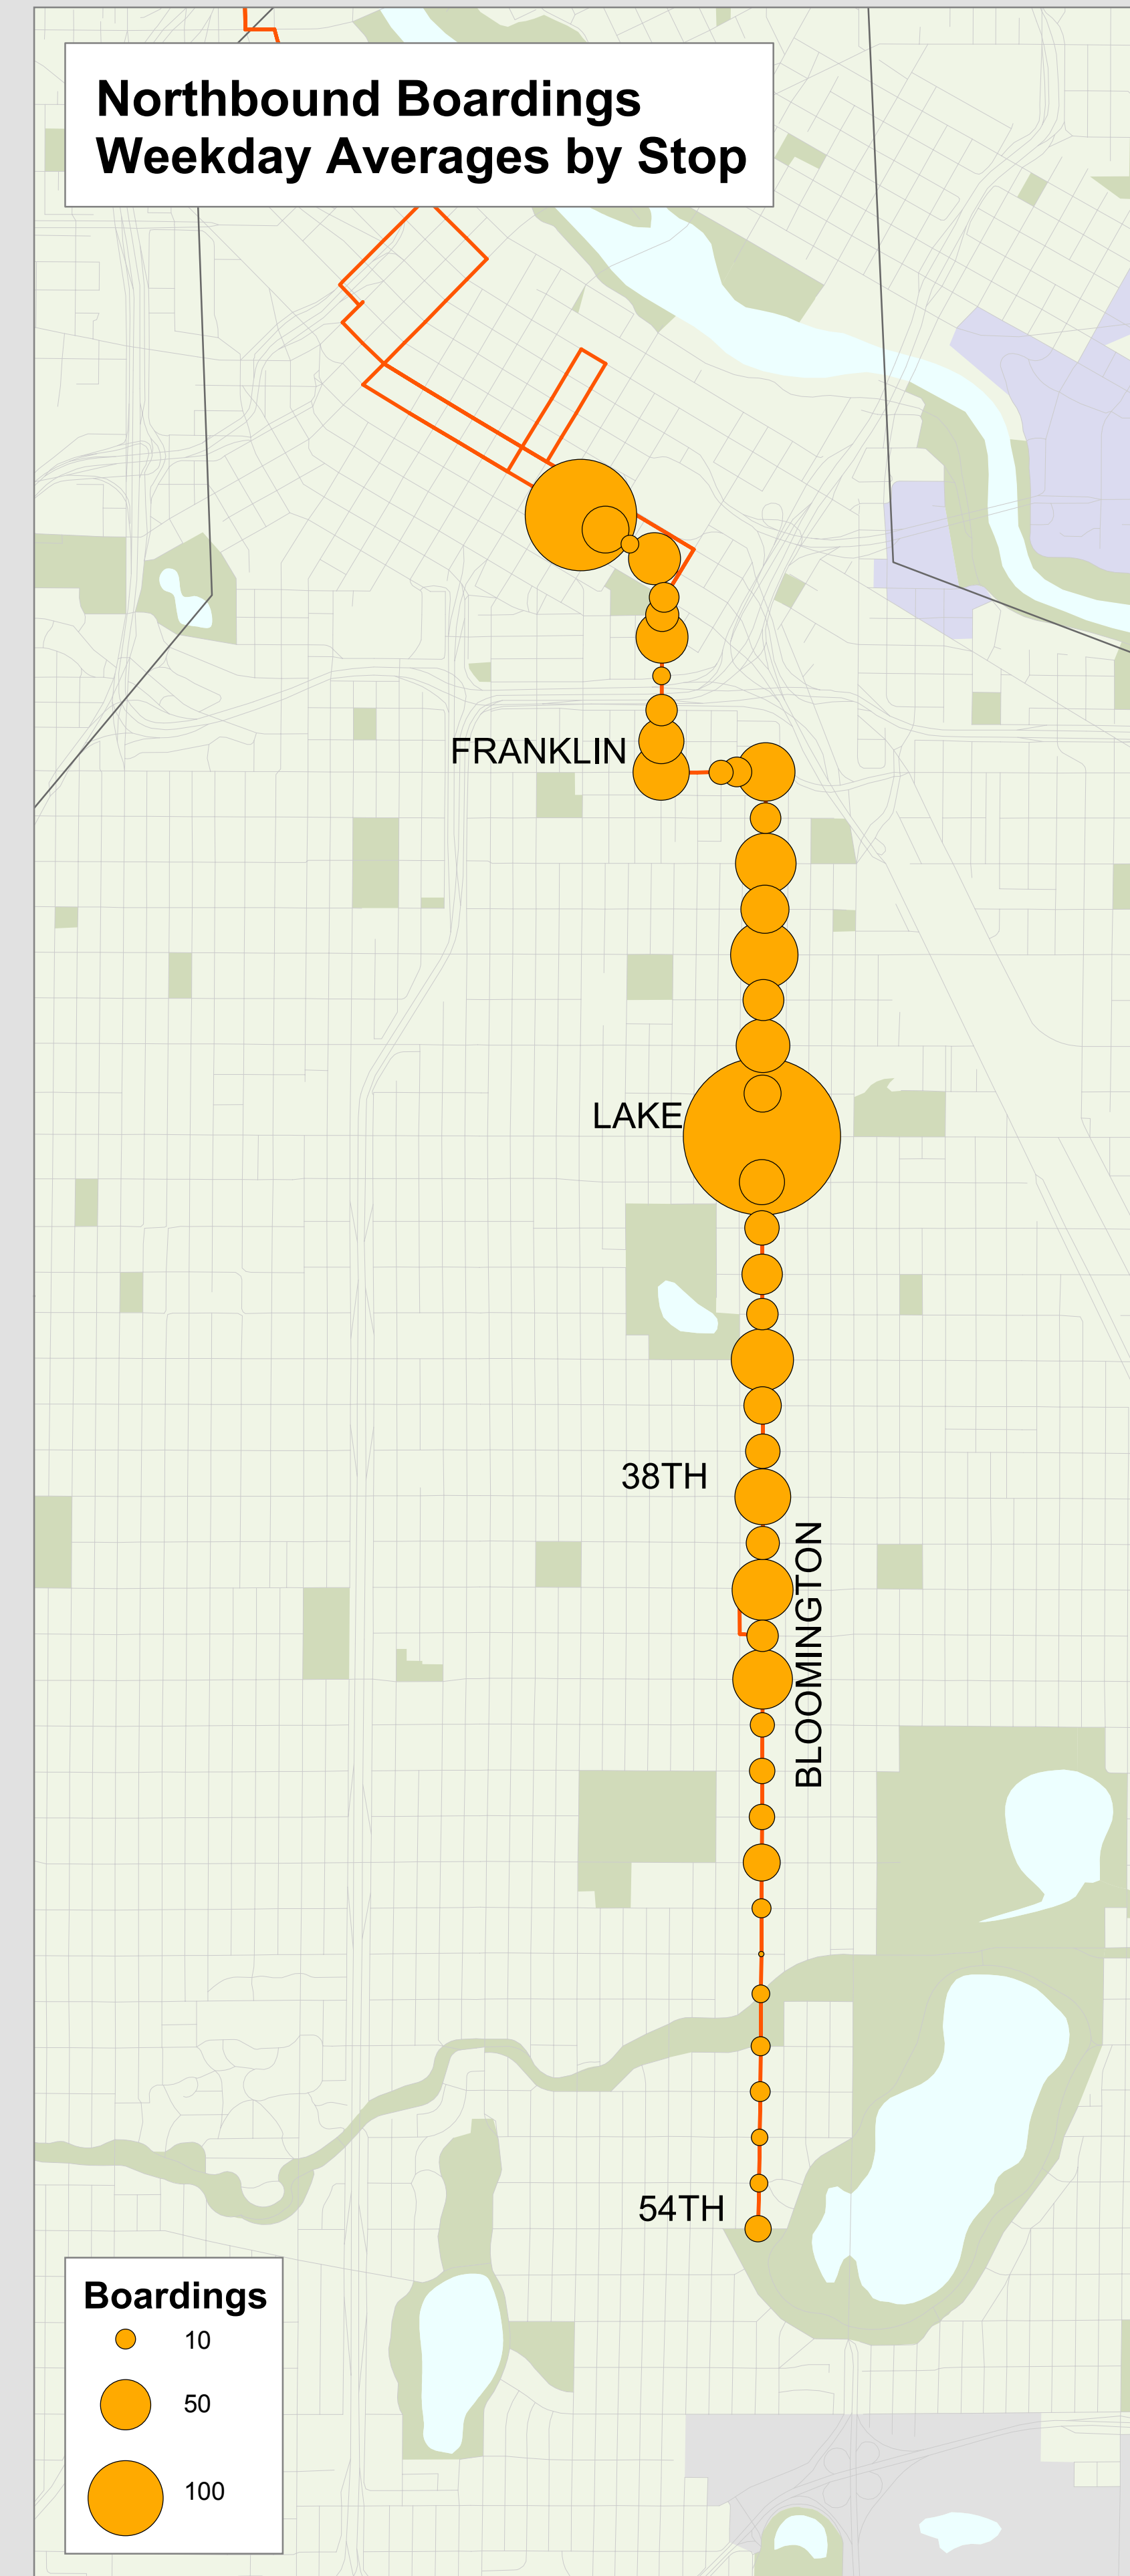 Northbound Boardings
Weekday Averages by Stop
FRANKLIN
LAKE
38TH
BLOOMINGTON
54TH
Boardings
10
50
100